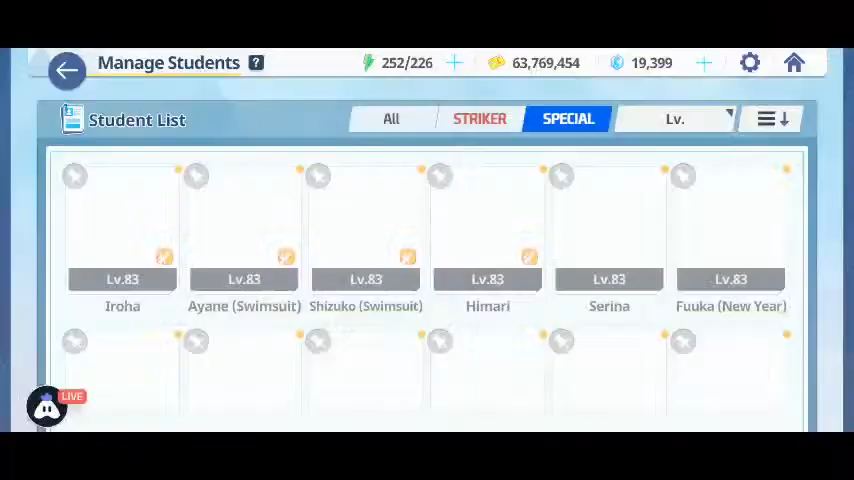 Manage Students ? 252/226 63,769,454 19,399
Student List All STRIKER SPECIAL Lv.
Lv.83 Lv.83 Lv.83 Lv.83 Lv.83 Lv.83
Iroha Ayane (Swimsuit) Shizuko (Swimsuit) Himari Serina Fuuka (New Year)
LIVE